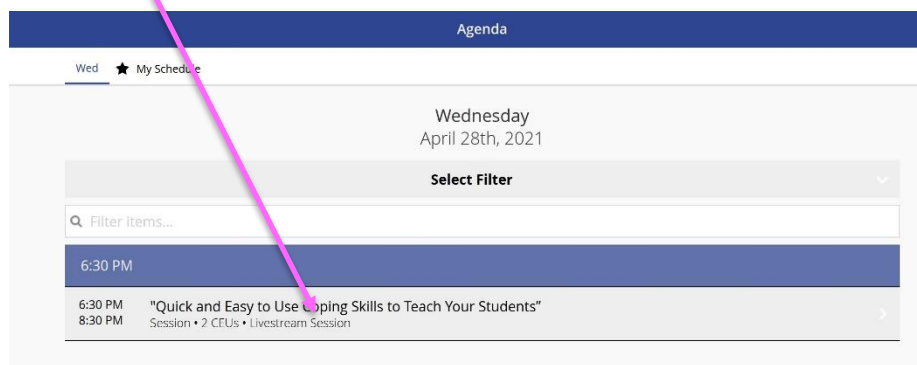 Agenda
Wed ★ My Schedule
Wednesday
April 28th, 2021
Select Filter
Filter items...
6:30 PM
6:30 PM "Quick and Easy to Use Coping Skills to Teach Your Students”
8:30 PM Session • 2 CEUs • Livestream Session